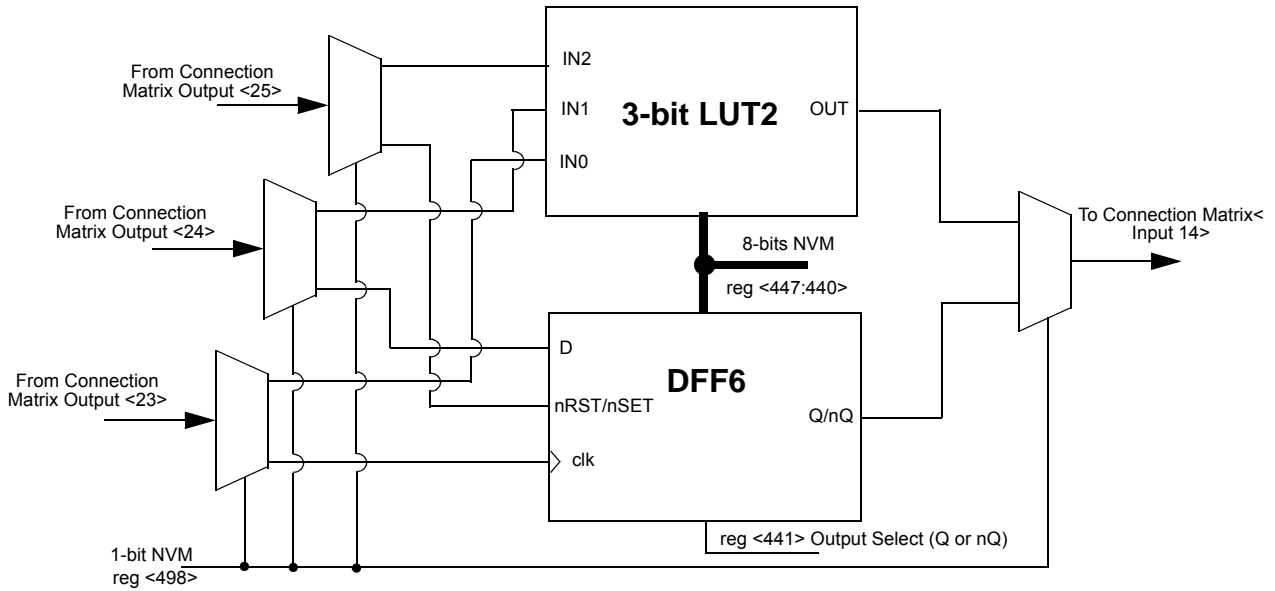 From Connection
Matrix Output <25>
IN2
IN1
IN0
3-bit LUT2
OUT
From Connection
Matrix Output <24>
To Connection Matrix<
Input 14>
8-bits NVM
reg <447:440>
From Connection
Matrix Output <23>
D
nRST/nSET
clk
DFF6
Q/nQ
reg <441> Output Select (Q or nQ)
1-bit NVM
reg <498>